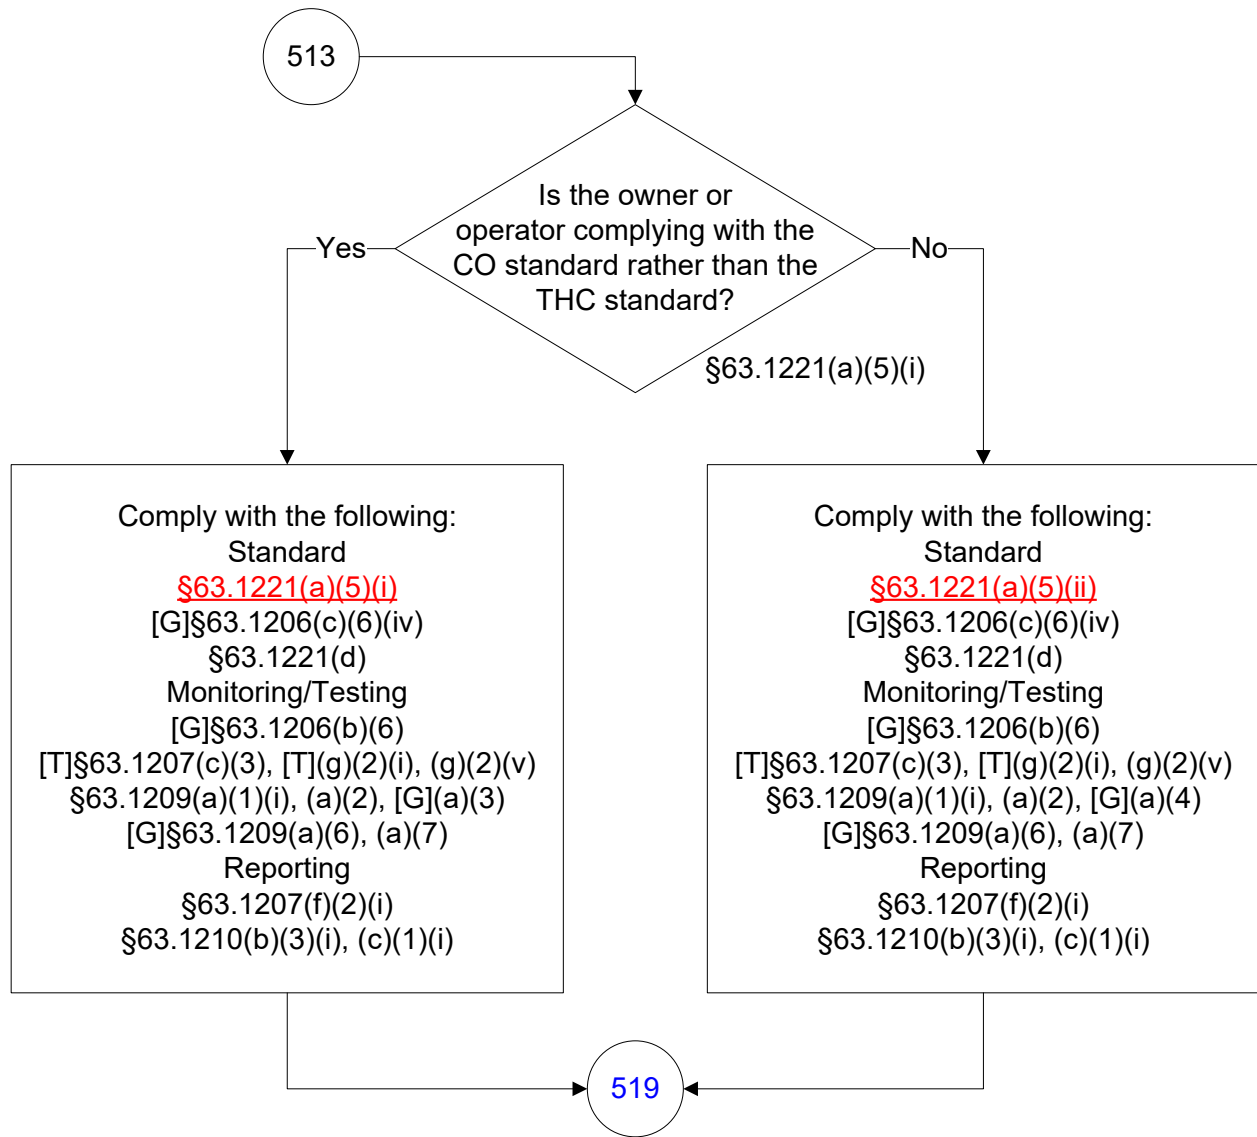 513
Is the owner or
operator complying with the
CO standard rather than the
THC standard?
Yes
No
§63.1221(a)(5)(i)
Comply with the following:
Standard
§63.1221(a)(5)(i)
[G]§63.1206(c)(6)(iv)
§63.1221(d)
Monitoring/Testing
[G]§63.1206(b)(6)
[T]§63.1207(c)(3), [T](g)(2)(i), (g)(2)(v)
§63.1209(a)(1)(i), (a)(2), [G](a)(3)
[G]§63.1209(a)(6), (a)(7)
Reporting
§63.1207(f)(2)(i)
§63.1210(b)(3)(i), (c)(1)(i)
Comply with the following:
Standard
§63.1221(a)(5)(ii)
[G]§63.1206(c)(6)(iv)
§63.1221(d)
Monitoring/Testing
[G]§63.1206(b)(6)
[T]§63.1207(c)(3), [T](g)(2)(i), (g)(2)(v)
§63.1209(a)(1)(i), (a)(2), [G](a)(4)
[G]§63.1209(a)(6), (a)(7)
Reporting
§63.1207(f)(2)(i)
§63.1210(b)(3)(i), (c)(1)(i)
519